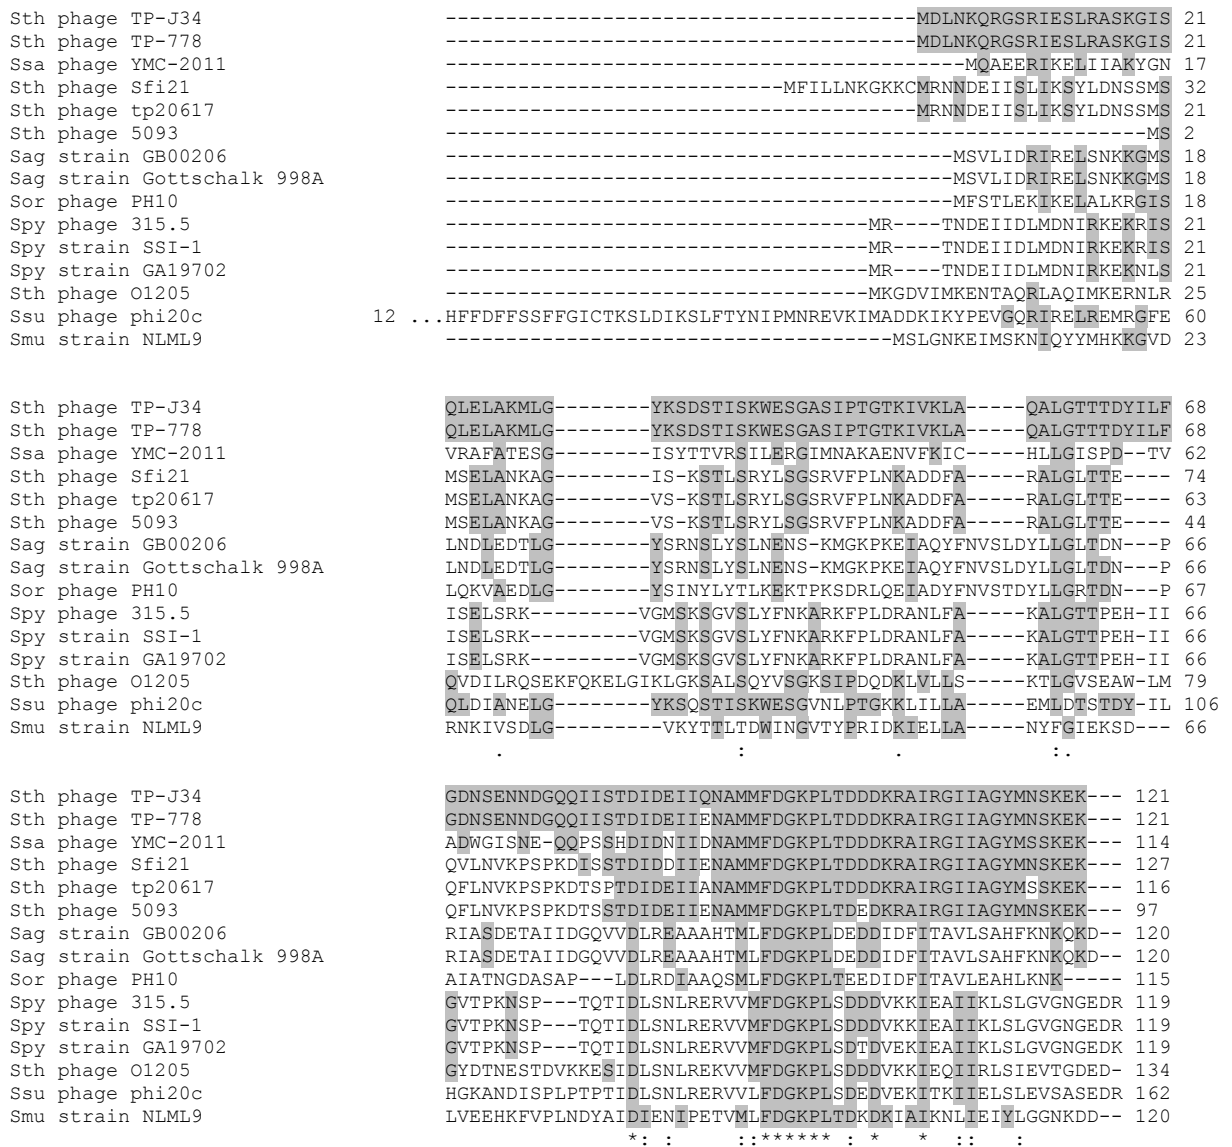 Sth phage TP-J34 ----------------------------------------MDLNKQRGSRIESLRASKGIS 21
Sth phage TP-778 ----------------------------------------MDLNKQRGSRIESLRASKGIS 21
Ssa phage YMC-2011 --------------------------------------------MQAEERIKELIIAKYGN 17
Sth phage Sfi21 -----------------------------MFILLNKGKKCMRNNDEIISLIKSYLDNSSMS 32
Sth phage tp20617 ----------------------------------------MRNNDEIISLIKSYLDNSSMS 21
Sth phage 5093 -----------------------------------------------------------MS 2
Sag strain GB00206 -------------------------------------------MSVLIDRIRELSNKKGMS 18
Sag strain Gottschalk 998A -------------------------------------------MSVLIDRIRELSNKKGMS 18
Sor phage PH10 -------------------------------------------MFSTLEKIKELALKRGIS 18
Spy phage 315.5 ------------------------------------MR----TNDEIIDLMDNIRKEKRIS 21
Spy strain SSI-1 ------------------------------------MR----TNDEIIDLMDNIRKEKRIS 21
Spy strain GA19702 ------------------------------------MR----TNDEIIDLMDNIRKEKNLS 21
Sth phage O1205 ------------------------------------MKGDVIMKENTAQRLAQIMKERNLR 25
Ssu phage phi20c 12 ...HFFDFFSSFFGICTKSLDIKSLFTYNIPMNREVKIMADDKIKYPEVGQRIRELREMRGFE 60
Smu strain NLML9 --------------------------------------MSLGNKEIMSKNIQYYMHKKGVD 23
Sth phage TP-J34 QLELAKMLG--------YKSDSTISKWESGASIPTGTKIVKLA-----QALGTTTDYILF 68
Sth phage TP-778 QLELAKMLG--------YKSDSTISKWESGASIPTGTKIVKLA-----QALGTTTDYILF 68
Ssa phage YMC-2011 VRAFATESG--------ISYTTVRSILERGIMNAKAENVFKIC-----HLLGISPD--TV 62
Sth phage Sfi21 MSELANKAG--------IS-KSTLSRYLSGSRVFPLNKADDFA-----RALGLTTE---- 74
Sth phage tp20617 MSELANKAG--------VS-KSTLSRYLSGSRVFPLNKADDFA-----RALGLTTE---- 63
Sth phage 5093 MSELANKAG--------VS-KSTLSRYLSGSRVFPLNKADDFA-----RALGLTTE---- 44
Sag strain GB00206 LNDLEDTLG--------YSRNSLYSLNENS-KMGKPKEIAQYFNVSLDYLLGLTDN---P 66
Sag strain Gottschalk 998A LNDLEDTLG--------YSRNSLYSLNENS-KMGKPKEIAQYFNVSLDYLLGLTDN---P 66
Sor phage PH10 LQKVAEDLG--------YSINYLYTLKEKTPKSDRLQEIADYFNVSTDYLLGRTDN---P 67
Spy phage 315.5 ISELSRK---------VGMSKSGVSLYFNKARKFPLDRANLFA-----KALGTTPEH-II 66
Spy strain SSI-1 ISELSRK---------VGMSKSGVSLYFNKARKFPLDRANLFA-----KALGTTPEH-II 66
Spy strain GA19702 ISELSRK---------VGMSKSGVSLYFNKARKFPLDRANLFA-----KALGTTPEH-II 66
Sth phage O1205 QVDILRQSEKFQKELGIKLGKSALSQYVSGKSIPDQDKLVLLS-----KTLGVSEAW-LM 79
Ssu phage phi20c QLDIANELG--------YKSQSTISKWESGVNLPTGKKLILLA-----EMLDTSTDY-IL 106
Smu strain NLML9 RNKIVSDLG--------VKYTTLTDWINGVTYPRIDKIELLA-----NYFGIEKSD--- 66
. : . :.
Sth phage TP-J34 GDNSENNDGQQIISTDIDEIIQNAMMFDGKPLTDDDKRAIRGIIAGYMNSKEK--- 121
Sth phage TP-778 GDNSENNDGQQIISTDIDEIIENAMMFDGKPLTDDDKRAIRGIIAGYMNSKEK--- 121
Ssa phage YMC-2011 ADWGISNE-QQPSSHDIDNIIDNAMMFDGKPLTDDDKRAIRGIIAGYMSSKEK--- 114
Sth phage Sfi21 QVLNVKPSPKDISSTDIDDIIENAMMFDGKPLTDDDKRAIRGIIAGYMNSKEK--- 127
Sth phage tp20617 QFLNVKPSPKDTSPTDIDEIIANAMMFDGKPLTDDDKRAIRGIIAGYMSSKEK--- 116
Sth phage 5093 QFLNVKPSPKDTSSTDIDEIIENAMMFDGKPLTDEDKRAIRGIIAGYMNSKEK--- 97
Sag strain GB00206 RIASDETAIIDGQVVDLREAAAHTMLFDGKPLDEDDIDFITAVLSAHFKNKQKD-- 120
Sag strain Gottschalk 998A RIASDETAIIDGQVVDLREAAAHTMLFDGKPLDEDDIDFITAVLSAHFKNKQKD-- 120
Sor phage PH10 AIATNGDASAP---LDLRDIAAQSMLFDGKPLTEEDIDFITAVLEAHLKNK----- 115
Spy phage 315.5 GVTPKNSP---TQTIDLSNLRERVVMFDGKPLSDDDVKKIEAIIKLSLGVGNGEDR 119
Spy strain SSI-1 GVTPKNSP---TQTIDLSNLRERVVMFDGKPLSDDDVKKIEAIIKLSLGVGNGEDR 119
Spy strain GA19702 GVTPKNSP---TQTIDLSNLRERVVMFDGKPLSDTDVEKIEAIIKLSLGVGNGEDK 119
Sth phage O1205 GYDTNESTDVKKESIDLSNLREKVVMFDGKPLSDDDVKKIEQIIRLSIEVTGDED- 134
Ssu phage phi20c HGKANDISPLPTPTIDLSNLRERVVLFDGKPLSDEDVEKITKIIELSLEVSASEDR 162
Smu strain NLML9 LVEEHKFVPLNDYAIDIENIPETVMLFDGKPLTDKDKIAIKNLIEIYLGGNKDD-- 120
*: : ::****** : * * :: :